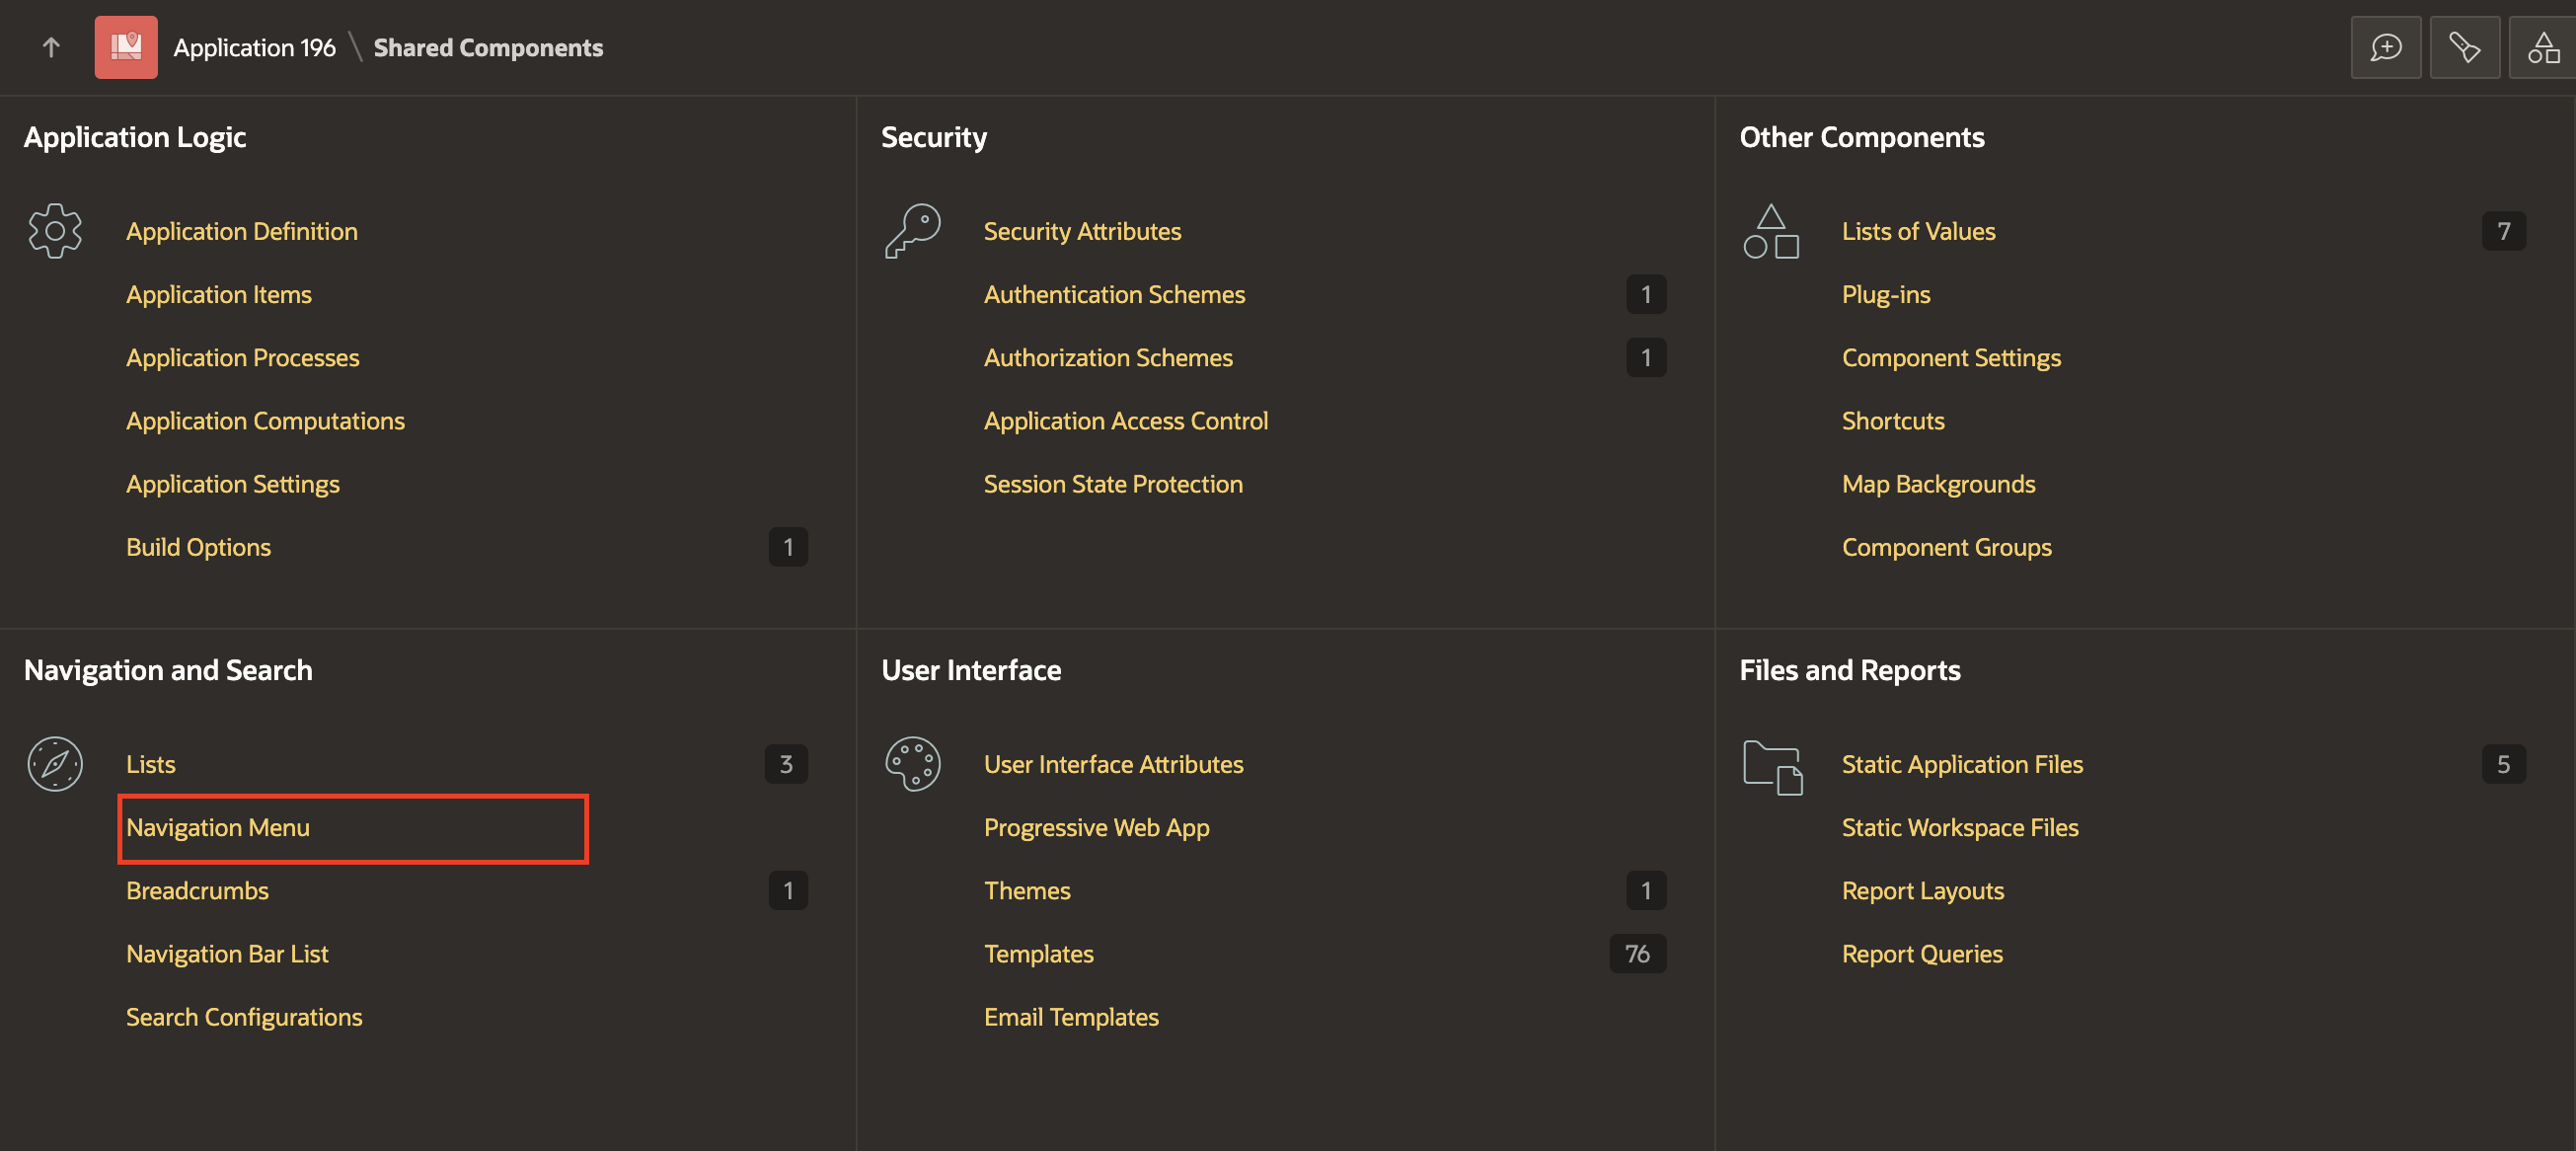 Application 196 \ Shared Components
Application Logic
Application Definition
Application Items
Application Processes
Application Computations
Application Settings
Build Options 1
Security
Security Attributes
Authentication Schemes 1
Authorization Schemes 1
Application Access Control
Session State Protection
Other Components
Lists of Values 7
Plug-ins
Component Settings
Shortcuts
Map Backgrounds
Component Groups
Navigation and Search
Lists 3
Navigation Menu
Breadcrumbs 1
Navigation Bar List
Search Configurations
User Interface
User Interface Attributes
Progressive Web App
Themes 1
Templates 76
Email Templates
Files and Reports
Static Application Files 5
Static Workspace Files
Report Layouts
Report Queries